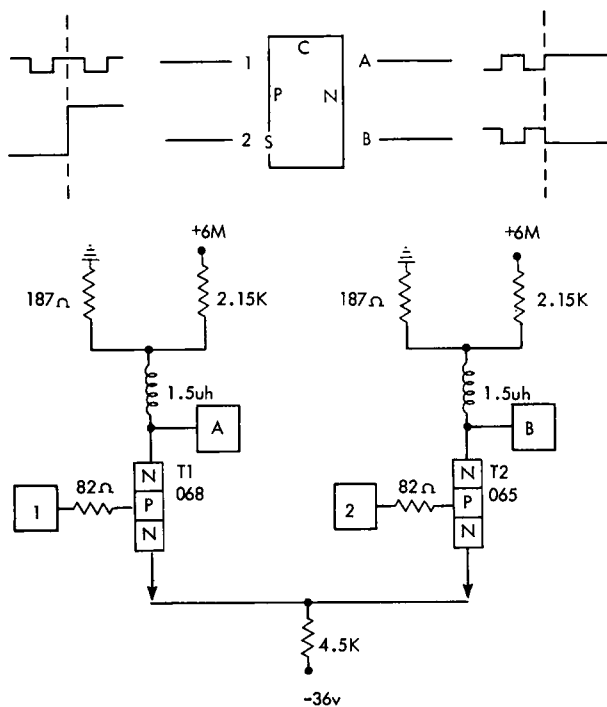 1 C A
P N
2 S B
+6M +6M
187Ω 2.15K 187Ω 2.15K
1.5uh 1.5uh
A B
N T1 N T2
82Ω 068 82Ω 065
1 P 2 P
N N
4.5K
-36v